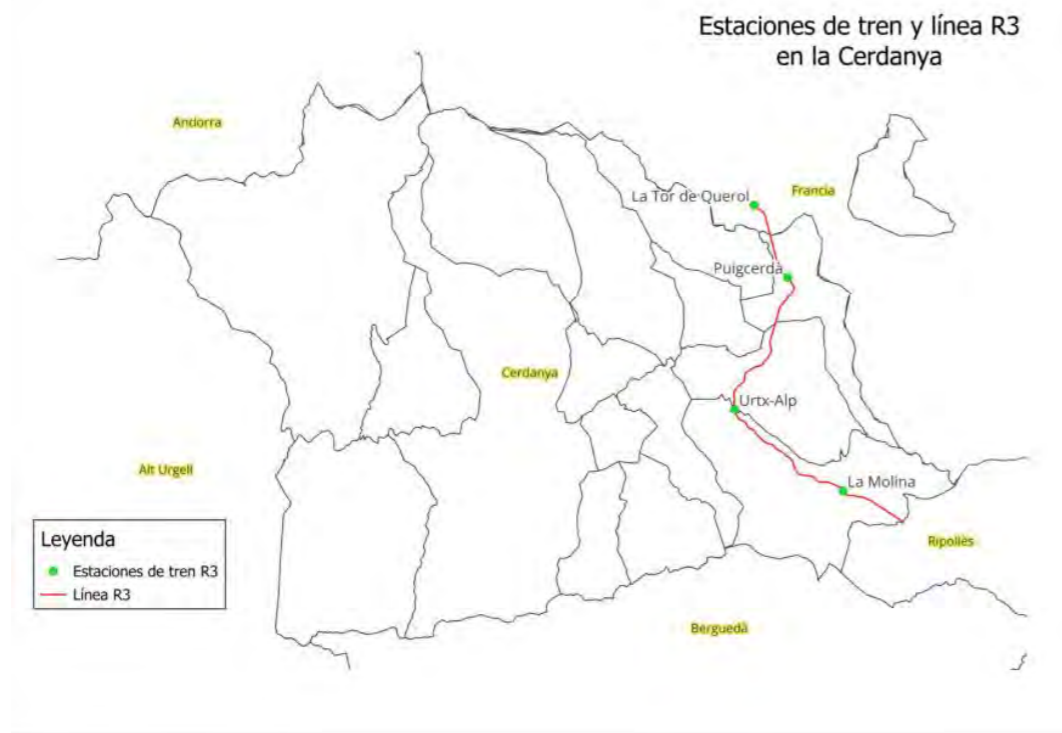 Estaciones de tren y línea R3
en la Cerdanya
Andorra
La Tor de Querol
Francia
Puigcerdà
Cerdanya
Urtx-Alp
Alt Urgell
La Molina
Leyenda
Estaciones de tren R3
Línea R3
Ripollès
Berguedà